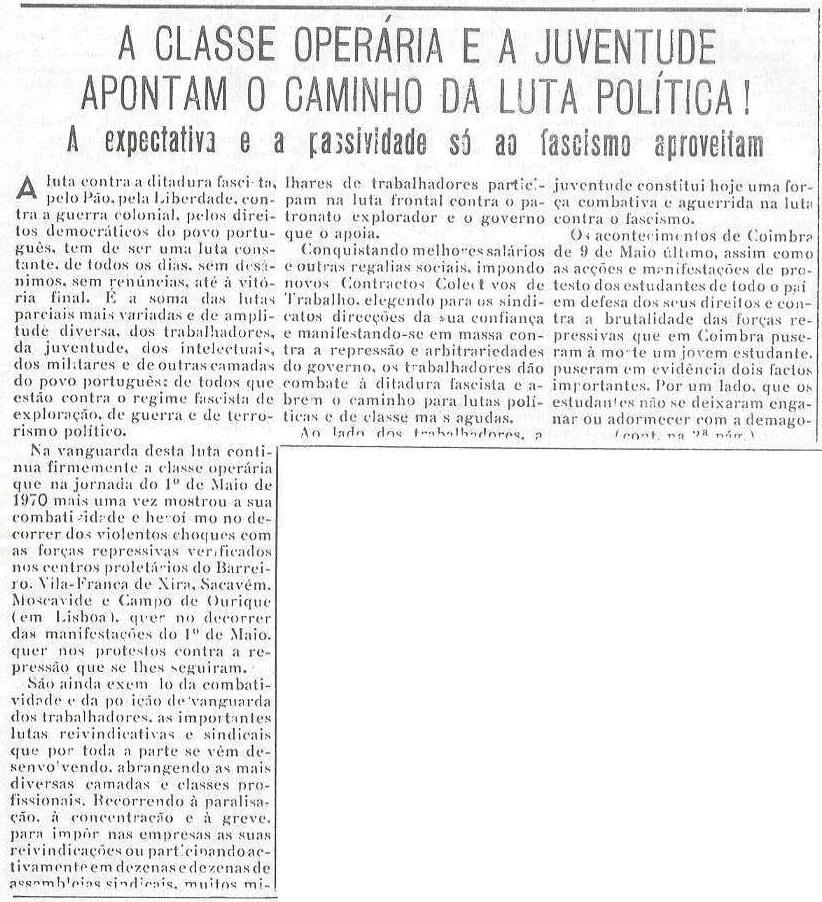 A CLASSE OPERÁRIA E A JUVENTUDE
APONTAM O CAMINHO DA LUTA POLÍTICA!
A expectativa e a passividade só ao fascismo aproveitam
A luta contra a ditadura fasci ta,
pelo Pão, pela Liberdade, con-
tra a guerra colonial, pelos direi-
tos democráticos do povo portu-
guês, tem de ser uma luta cons-
tante, de todos os dias, sem desâ-
nimos, sem renúncias, até à vitó-
ria final. É a soma das lutas
parciais mais variadas e de ampli-
tude diversa, dos trabalhadores,
da juventude, dos intelectuais,
dos militares e de outras camadas
do povo português; de todos que
estão contra o regime fascista de
exploração, de guerra e de terro-
rismo político.
Na vanguarda desta luta conti-
nua firmemente a classe operária
que na jornada do 1º de Maio de
1970 mais uma vez mostrou a sua
combati idade e heroí mo no de-
correr dos violentos choques com
as forças repressivas verificados
nos centros proletários do Barrei-
ro, Vila-Franca de Xira, Sacavém,
Moscavide e Campo de Ourique
(em Lisboa), quer no decorrer
das manifestações do 1º de Maio,
quer nos protestos contra a re-
pressão que se lhes seguiram.
São ainda exem lo da combati-
vidade e da po ição de vanguarda
dos trabalhadores, as importantes
lutas reivindicativas e sindicais
que por toda a parte se vêm de-
senvo vendo, abrangendo as mais
diversas camadas e classes pro-
fissionais. Recorrendo à paralisa-
ção, à concentração e à greve,
para impôr nas empresas as suas
reivindicações ou participando ac-
tivamente em dezenas e dezenas de
assembleias sindicais, muitos mi-
lhares de trabalhadores partici-
pam na luta frontal contra o pa-
tronato explorador e o governo
que o apoia.
Conquistando melhores salários
e outras regalias sociais, impondo
novos Contractos Colect vos de
Trabalho, elegendo para os sindi-
catos direcções da sua confiança
e manifestando-se em massa con-
tra a repressão e arbitrariedades
do governo, os trabalhadores dão
combate à ditadura fascista e a-
brem o caminho para lutas polí-
ticas e de classe ma s agudas.
Ao lado dos trabalhadores, a
juventude constitui hoje uma for-
ça combativa e aguerrida na luta
contra o fascismo.
Os acontecimentos de Coimbra
de 9 de Maio último, assim como
as acções e manifestações de pro-
testo dos estudantes de todo o paí
em defesa dos seus direitos e con-
tra a brutalidade das forças re-
pressivas que em Coimbra puse-
ram à morte um jovem estudante,
puseram em evidência dois factos
importantes. Por um lado, que os
estudantes não se deixaram enga-
nar ou adormecer com a demago-
(cont. na 2ª pág.)